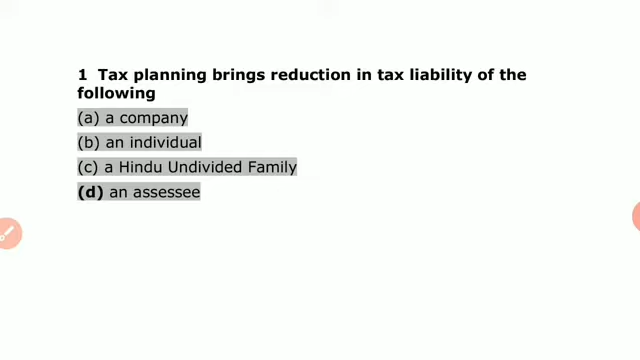 1 Tax planning brings reduction in tax liability of the
following
(a) a company
(b) an individual
(c) a Hindu Undivided Family
(d) an assessee